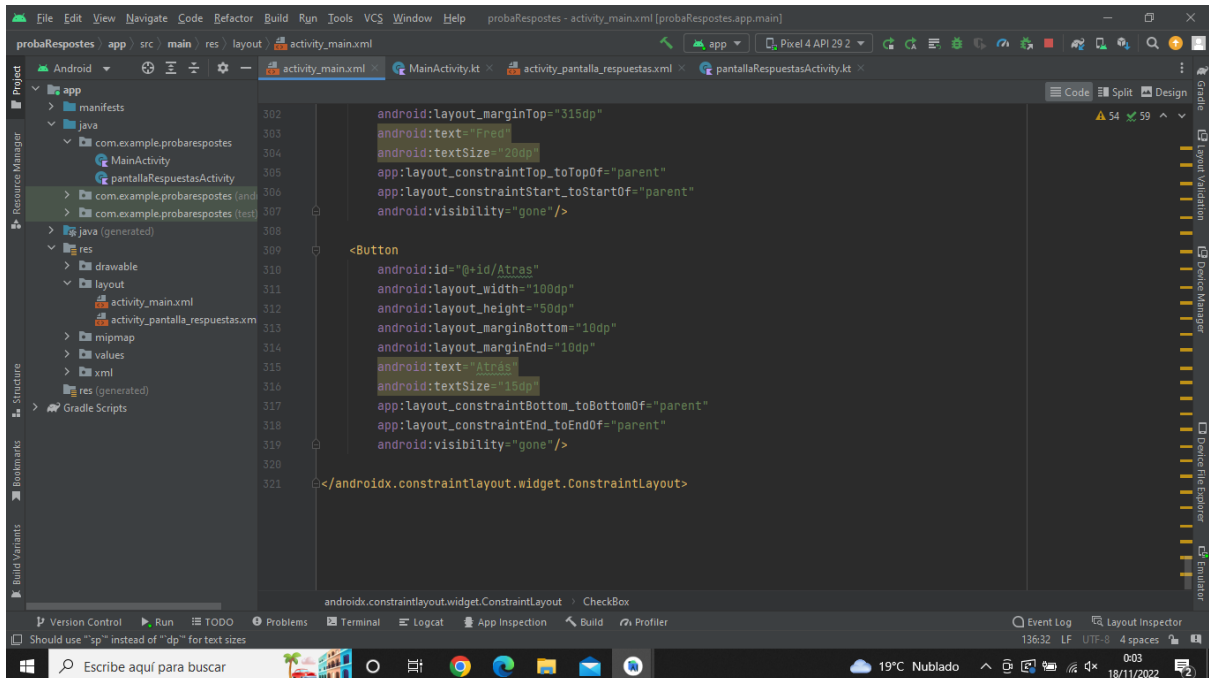 File Edit View Navigate Code Refactor Build Run Tools VCS Window Help probaRespostes - activity_main.xml [probaRespostes.app.main]
probaRespostes app src main res layout activity_main.xml app Pixel 4 API 29 2
Android activity_main.xml MainActivity.kt activity_pantalla_respuestas.xml pantallaRespuestasActivity.kt
Code Split Design
54 59
Project
Resource Manager
Structure
Bookmarks
Build Variants
app
manifests
java
com.example.probarespostes
MainActivity
pantallaRespuestasActivity
com.example.probarespostes (and
com.example.probarespostes (test)
java (generated)
res
drawable
layout
activity_main.xml
activity_pantalla_respuestas.xm
mipmap
values
xml
res (generated)
Gradle Scripts
302 android:layout_marginTop="315dp"
303 android:text="Fred"
304 android:textSize="20dp"
305 app:layout_constraintTop_toTopOf="parent"
306 app:layout_constraintStart_toStartOf="parent"
307 android:visibility="gone"/>
308
309 <Button
310 android:id="@+id/Atras"
311 android:layout_width="100dp"
312 android:layout_height="50dp"
313 android:layout_marginBottom="10dp"
314 android:layout_marginEnd="10dp"
315 android:text="Atrás"
316 android:textSize="15dp"
317 app:layout_constraintBottom_toBottomOf="parent"
318 app:layout_constraintEnd_toEndOf="parent"
319 android:visibility="gone"/>
320
321 </androidx.constraintlayout.widget.ConstraintLayout>
Gradle
Layout Validation
Device Manager
Device File Explorer
Emulator
androidx.constraintlayout.widget.ConstraintLayout CheckBox
Version Control Run TODO Problems Terminal Logcat App Inspection Build Profiler Event Log Layout Inspector
Should use "`sp`" instead of "`dp`" for text sizes 136:32 LF UTF-8 4 spaces
Escribe aquí para buscar 19°C Nublado 0:03
18/11/2022 2